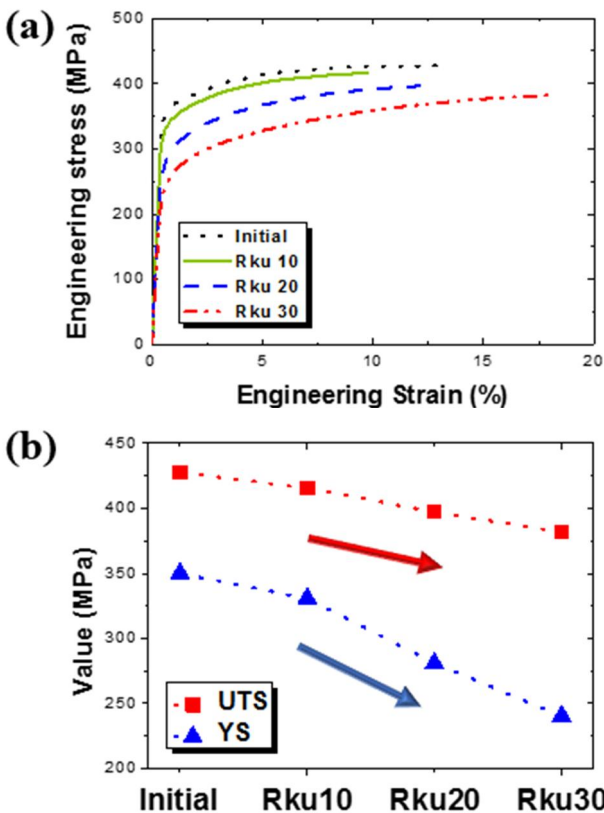 (a)
Engineering stress (MPa)
500
400
300
200
100
0
Initial
Rku 10
Rku 20
Rku 30
0 5 10 15 20
Engineering Strain (%)
(b)
Value (MPa)
450
400
350
300
250
200
UTS
YS
Initial Rku10 Rku20 Rku30